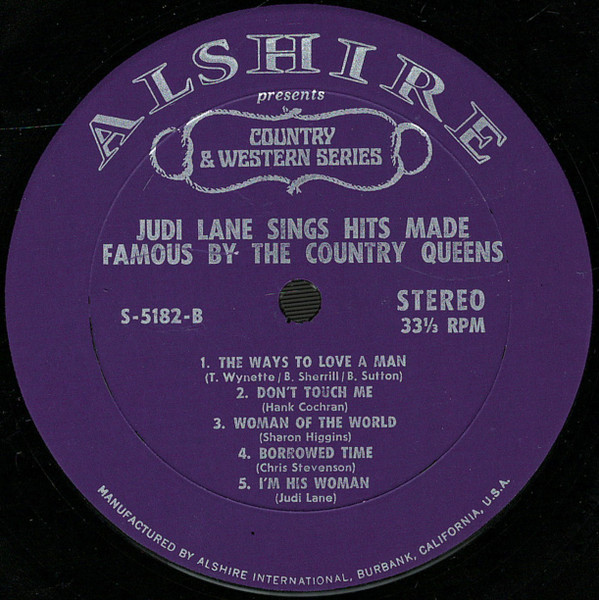 ALSHIRE
presents
COUNTRY
& WESTERN SERIES
JUDI LANE SINGS HITS MADE
FAMOUS BY THE COUNTRY QUEENS
S-5182-B
STEREO
33⅓ RPM
1. THE WAYS TO LOVE A MAN
(T. Wynette/B. Sherrill/B. Sutton)
2. DON'T TOUCH ME
(Hank Cochran)
3. WOMAN OF THE WORLD
(Sharon Higgins)
4. BORROWED TIME
(Chris Stevenson)
5. I'M HIS WOMAN
(Judi Lane)
MANUFACTURED BY ALSHIRE INTERNATIONAL, BURBANK, CALIFORNIA, U.S.A.